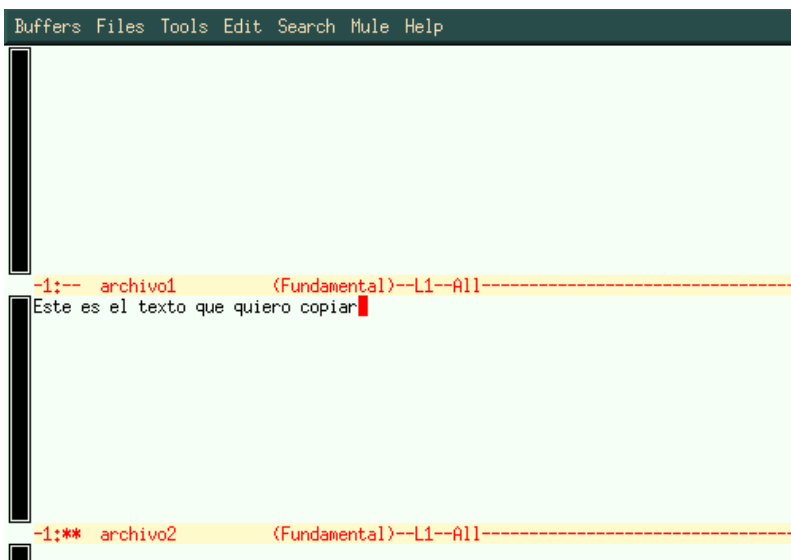 Buffers Files Tools Edit Search Mule Help
-1:-- archivo1 (Fundamental)--L1--All--------------------------------
Este es el texto que quiero copiar
-1:** archivo2 (Fundamental)--L1--All--------------------------------